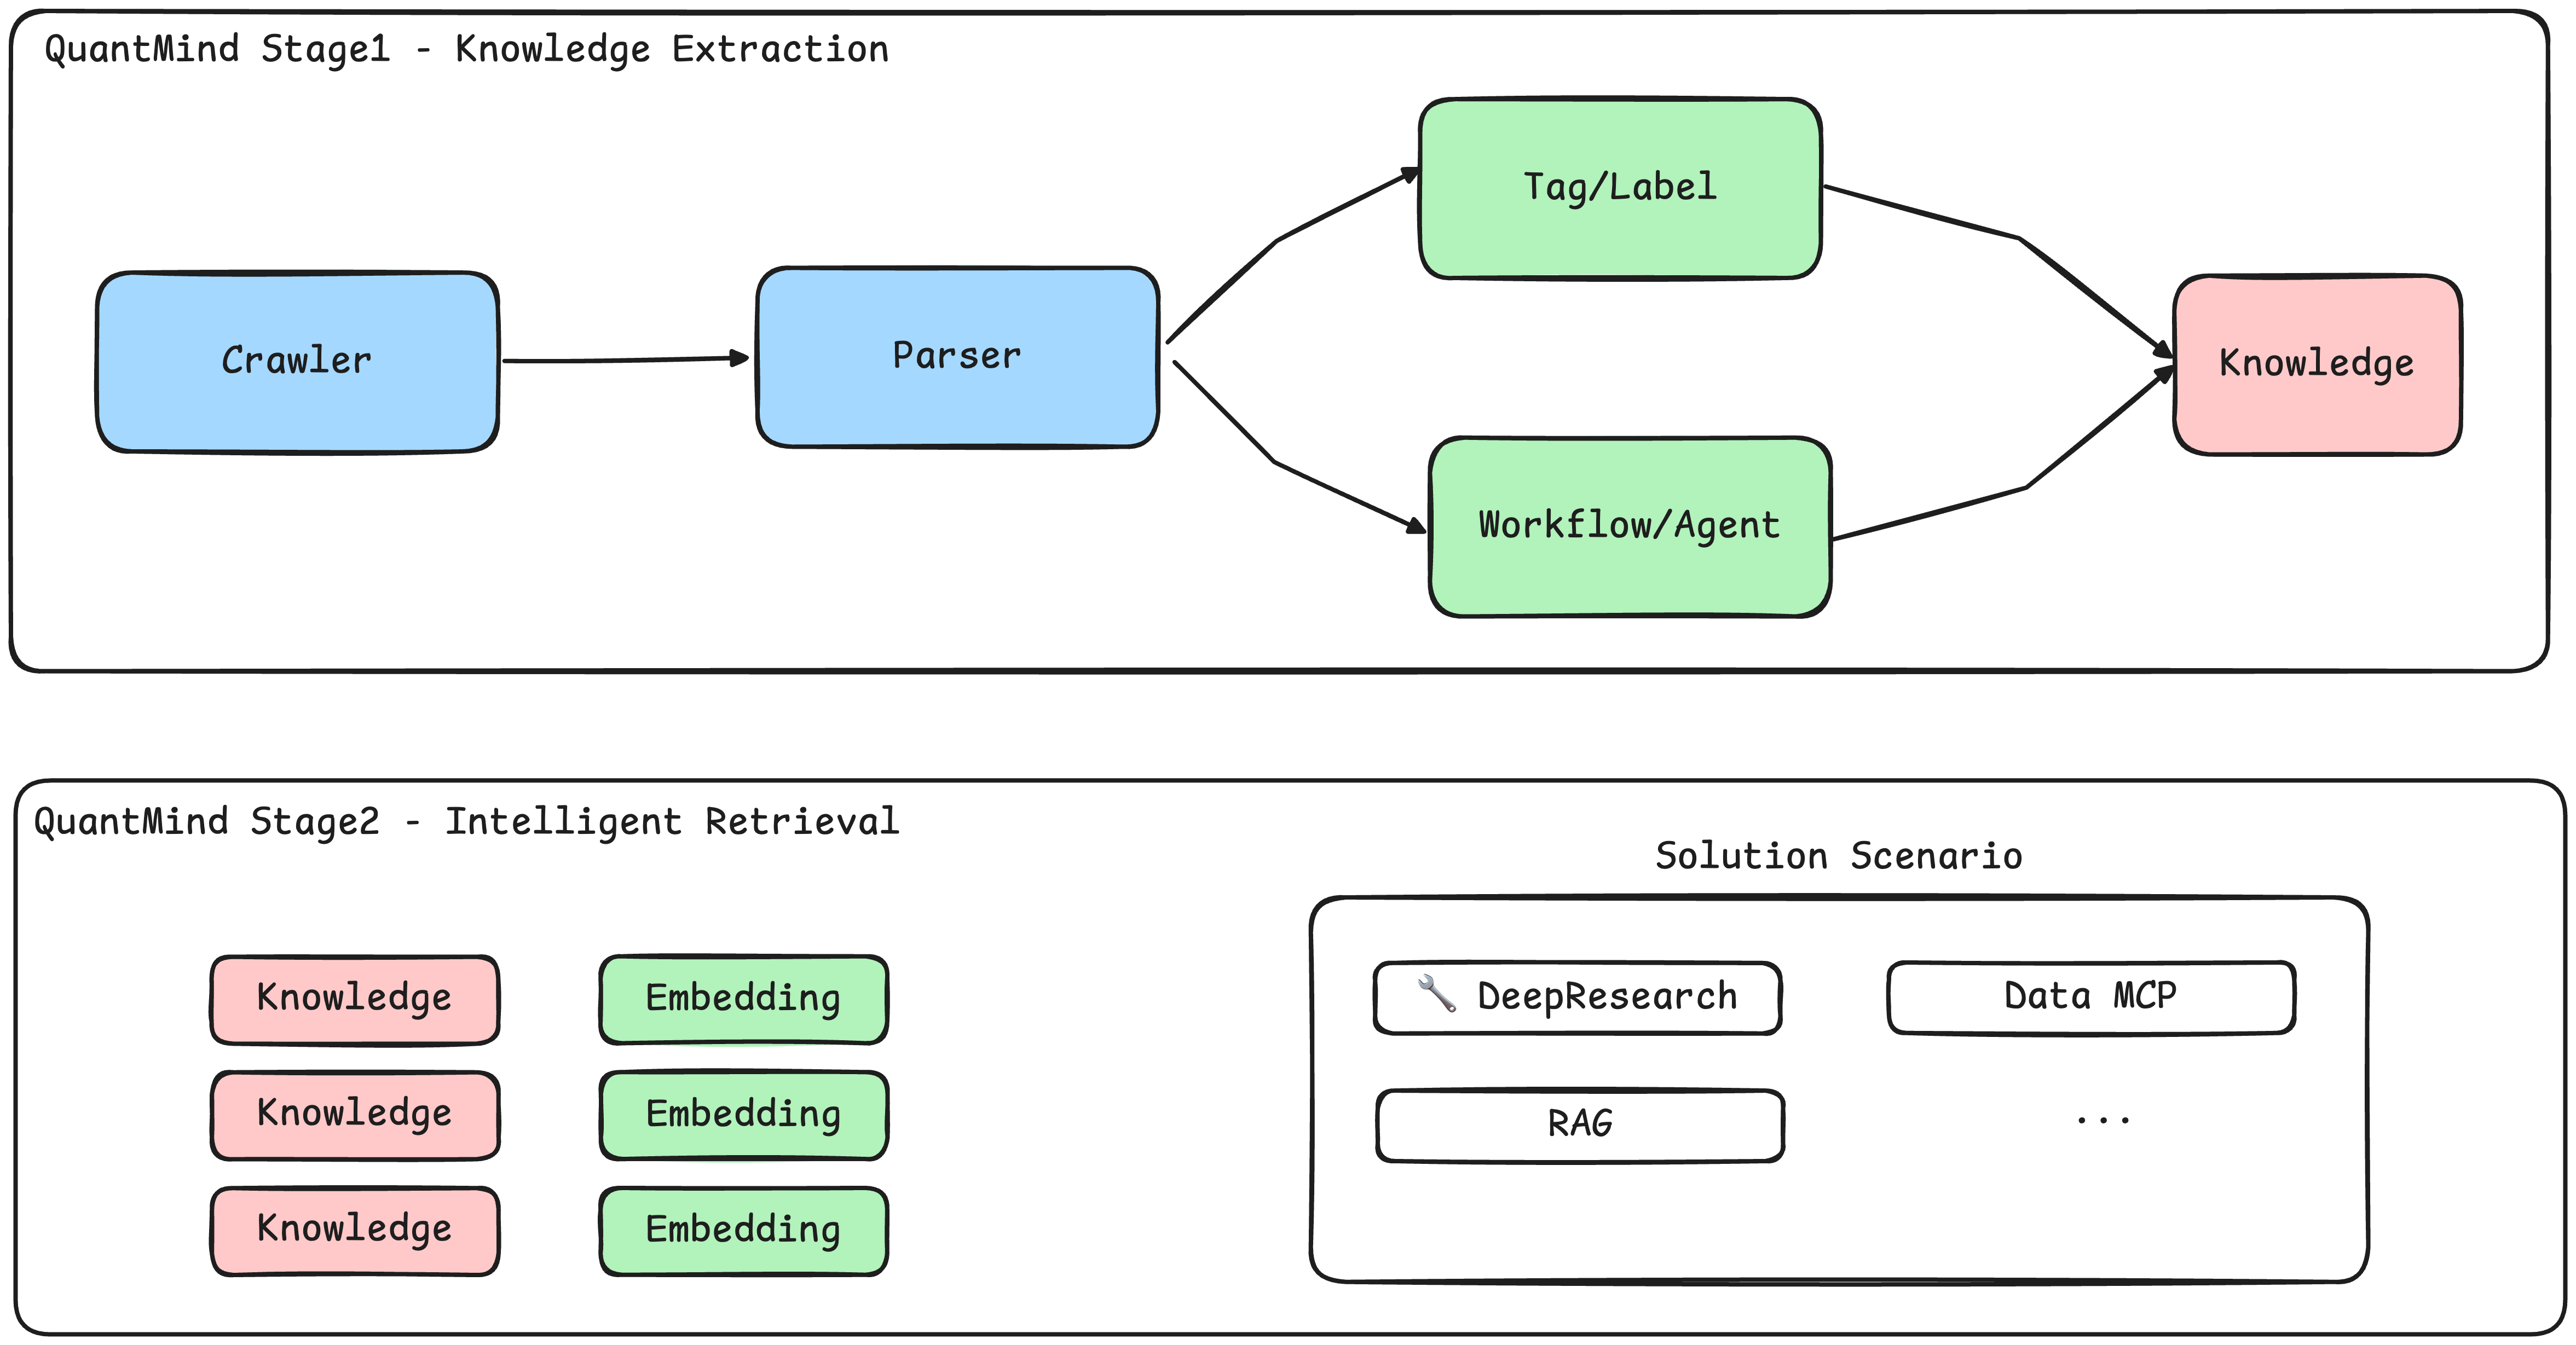 QuantMind Stage1 - Knowledge Extraction
Tag/Label
Crawler
Parser
Knowledge
Workflow/Agent
QuantMind Stage2 - Intelligent Retrieval
Solution Scenario
Knowledge
Embedding
🔧 DeepResearch
Data MCP
Knowledge
Embedding
RAG
...
Knowledge
Embedding